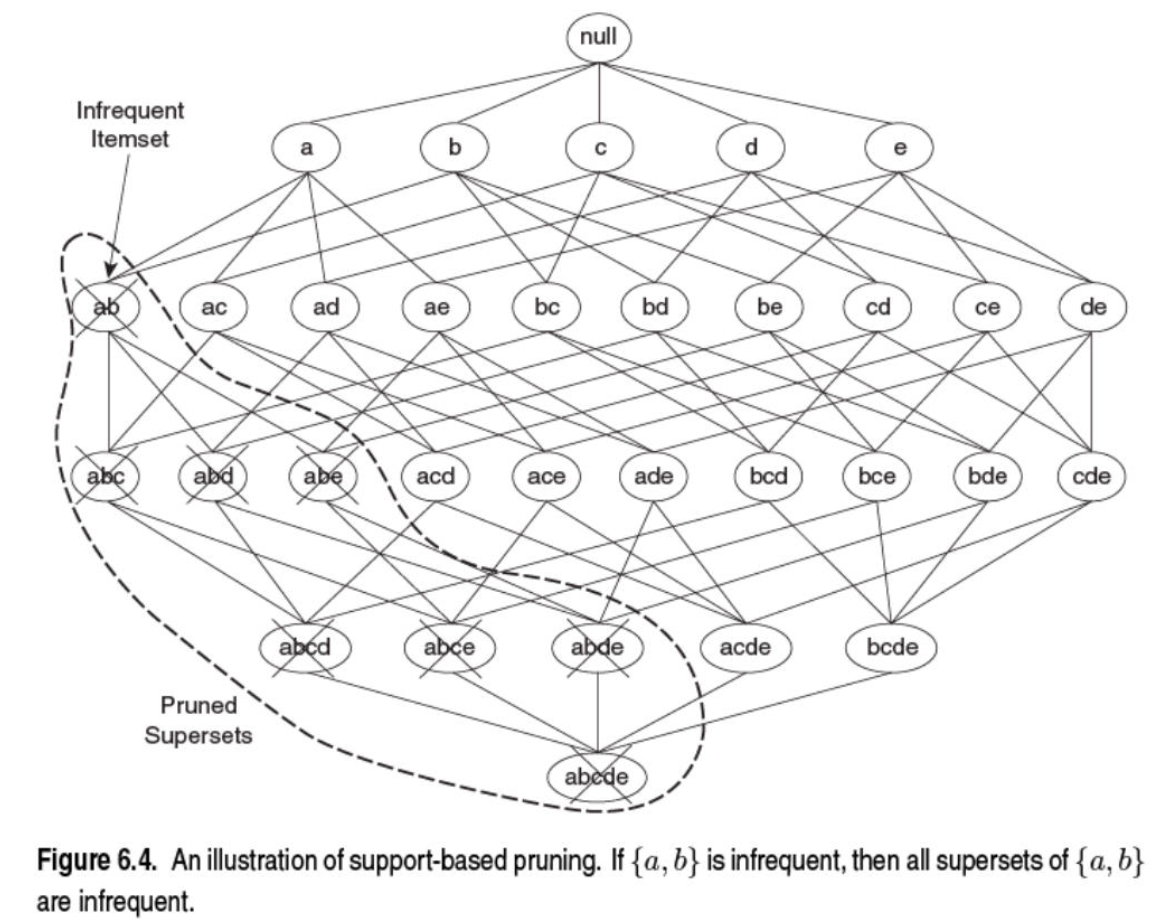 null
Infrequent
Itemset
a b c d e
ab ac ad ae bc bd be cd ce de
abc abd abe acd ace ade bcd bce bde cde
abcd abce abde acde bcde
Pruned
Supersets
abcde
Figure 6.4. An illustration of support-based pruning. If {a, b} is infrequent, then all supersets of {a, b}
are infrequent.